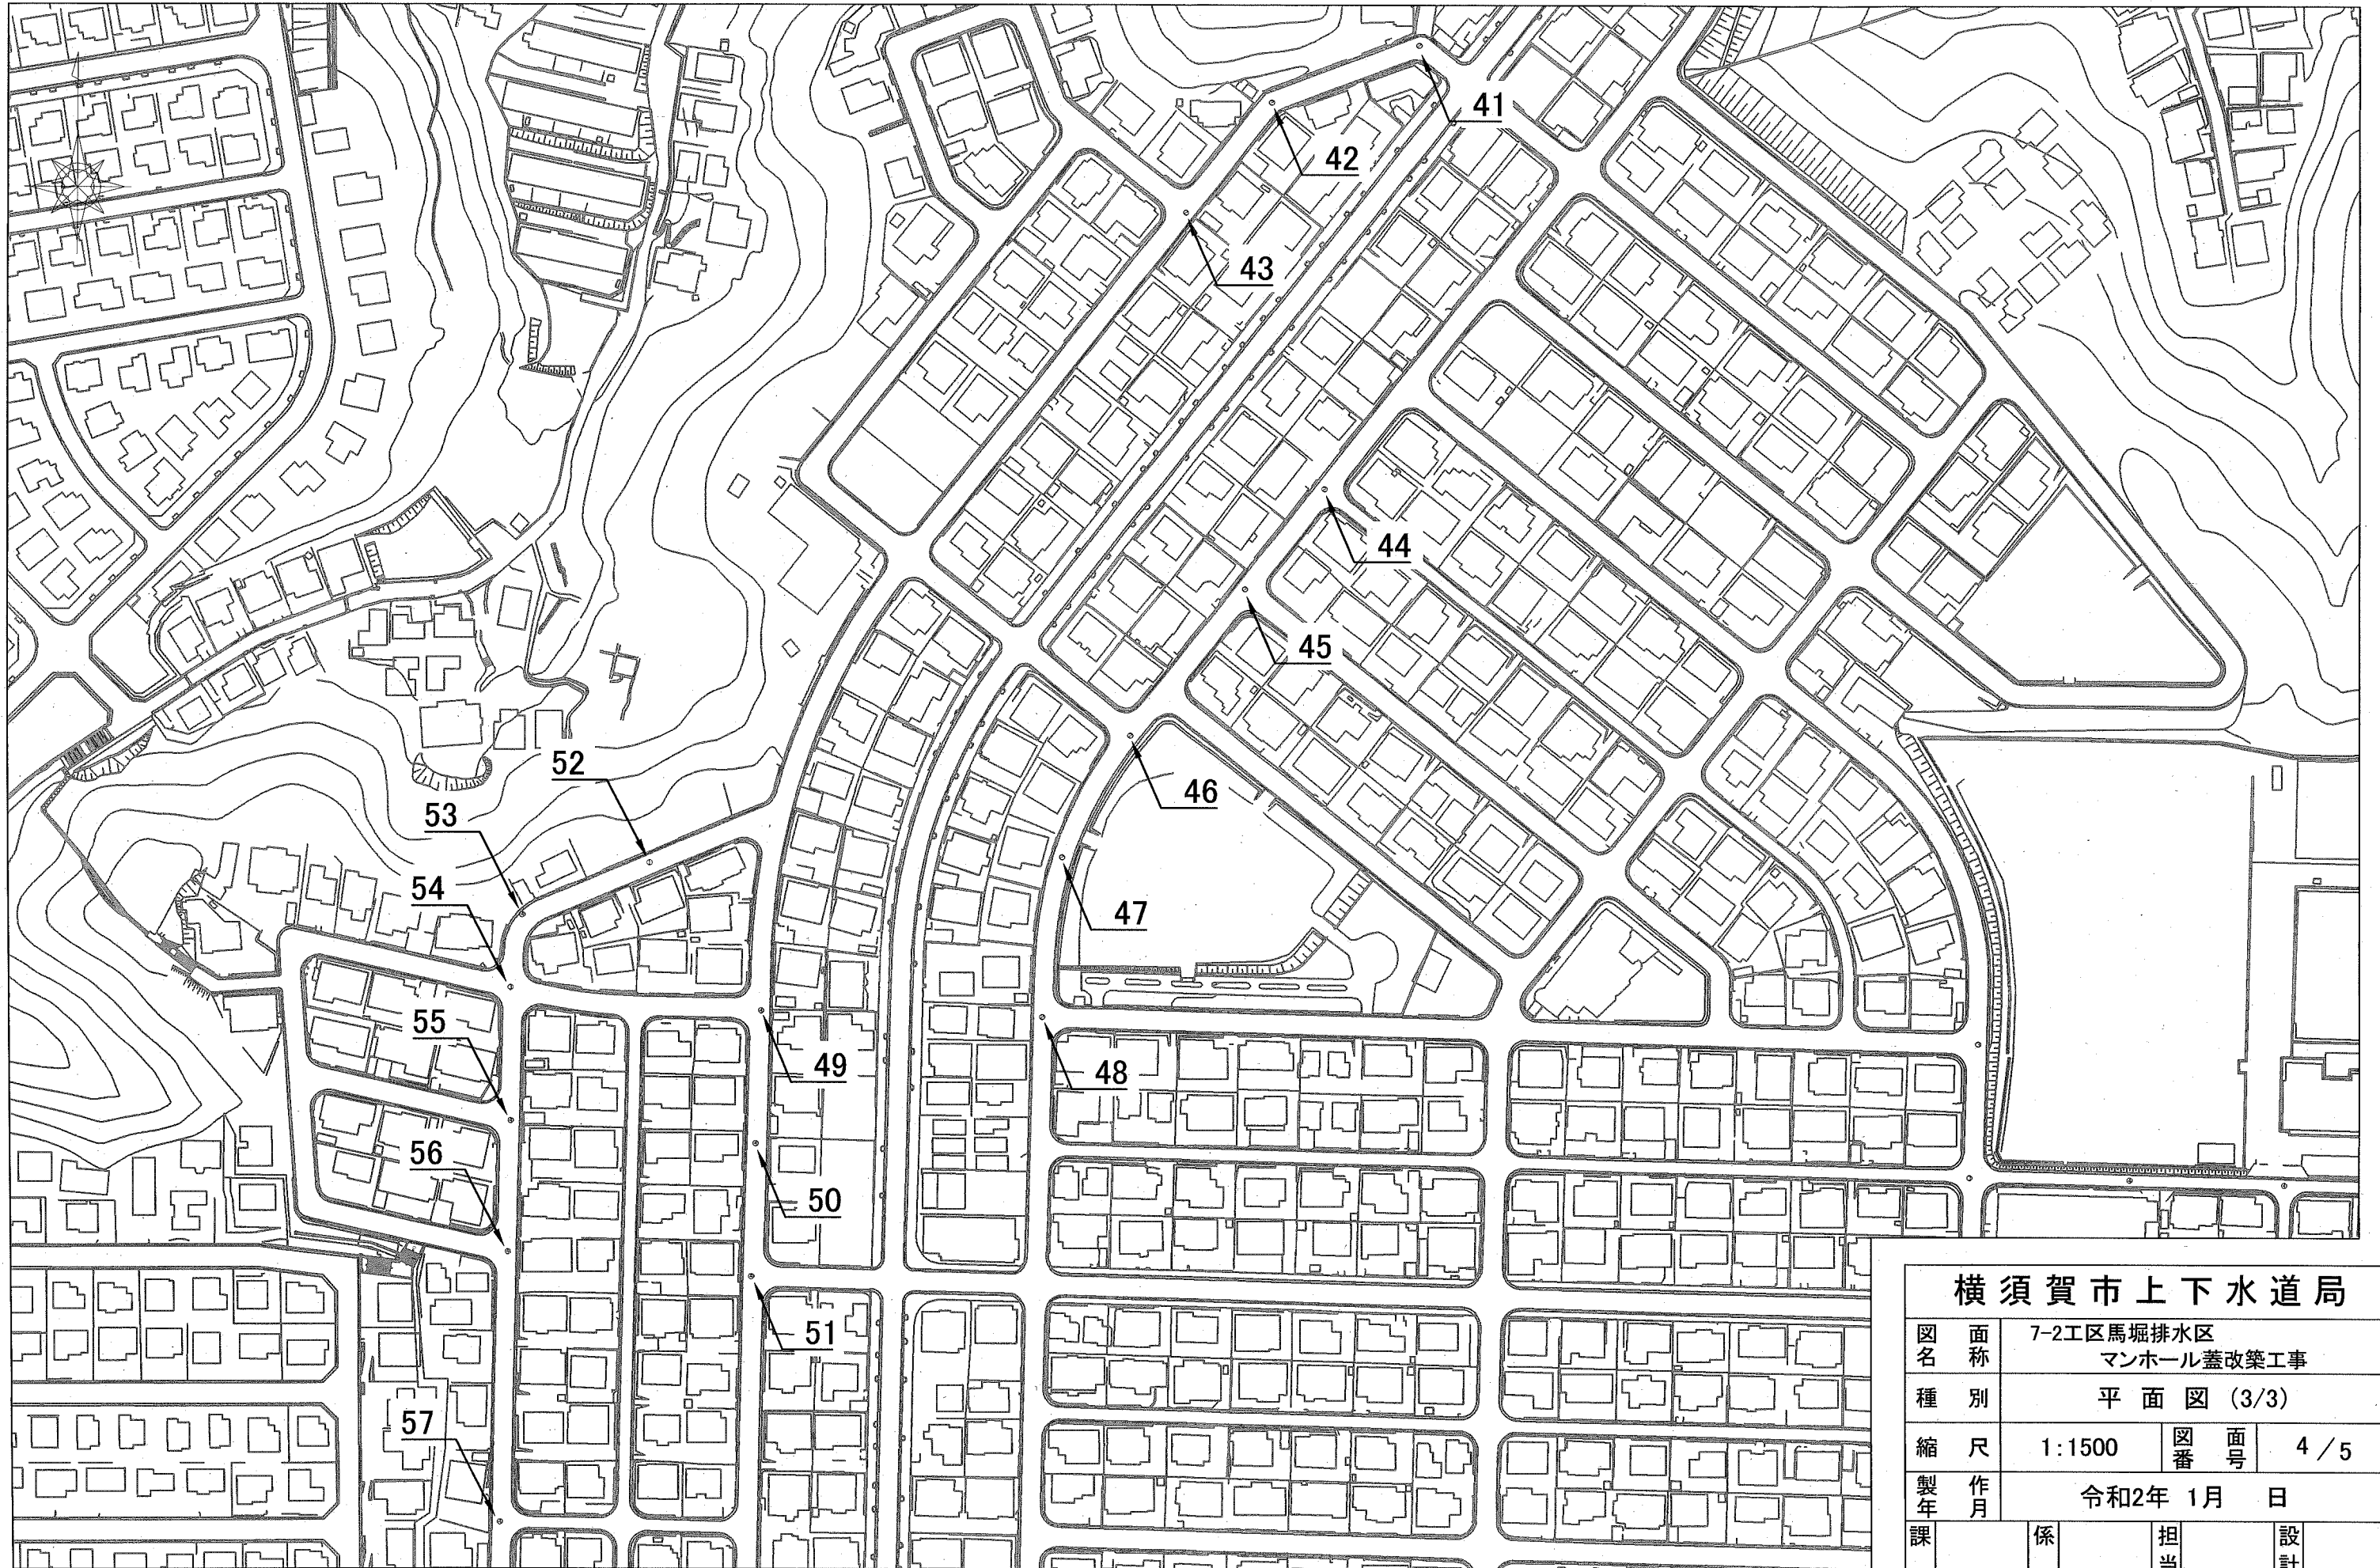 41
42
43
44
45
46
47
48
49
50
51
52
53
54
55
56
57
横須賀市上下水道局
図面名称
7-2工区馬堀排水区
マンホール蓋改築工事
種別
平面図 (3/3)
縮尺
1:1500
図面番号
4/5
製作年月
令和2年 1月 日
課
係
担当
設計